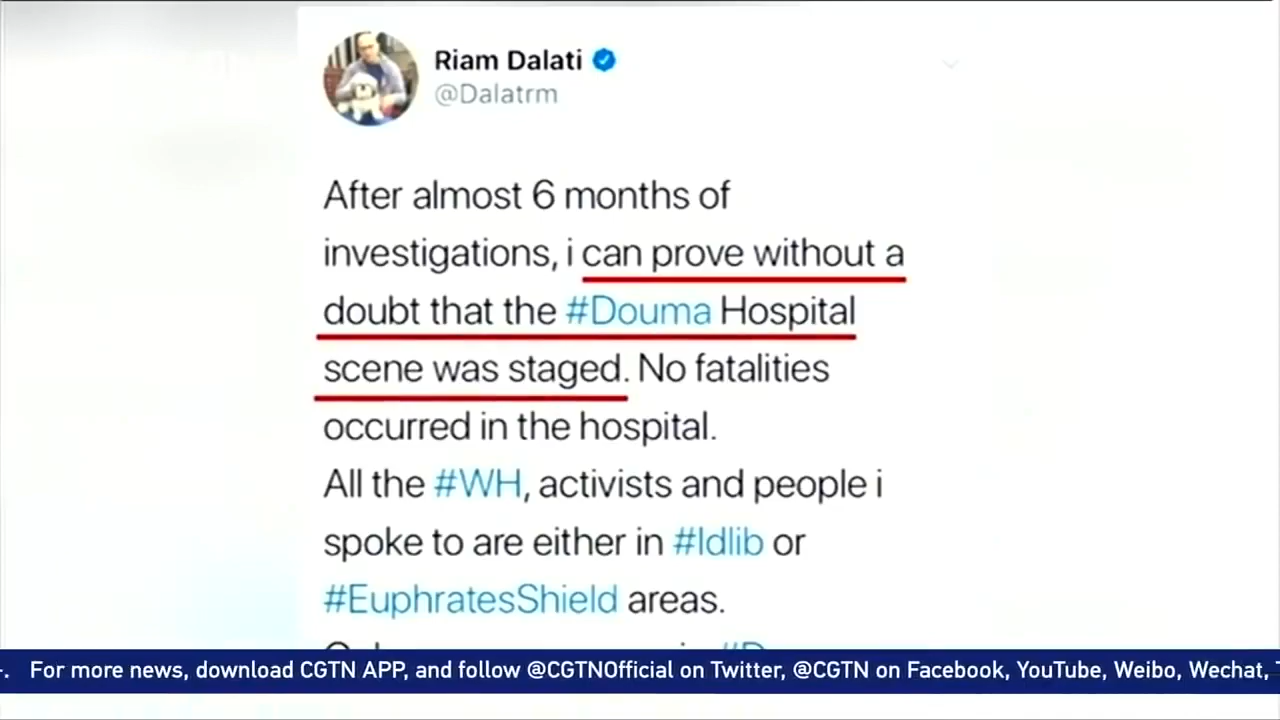 Riam Dalati
@Dalatrm
After almost 6 months of
investigations, i can prove without a
doubt that the #Douma Hospital
scene was staged. No fatalities
occurred in the hospital.
All the #WH, activists and people i
spoke to are either in #Idlib or
#EuphratesShield areas.
For more news, download CGTN APP, and follow @CGTNOfficial on Twitter, @CGTN on Facebook, YouTube, Weibo, Wechat,